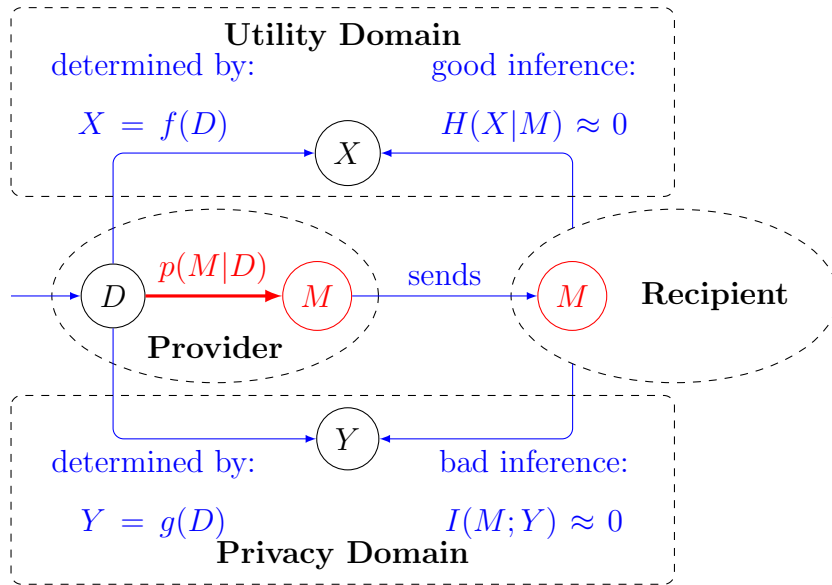 Utility Domain
determined by: good inference:
X = f(D) H(X|M) ≈ 0
X
p(M|D) sends
D M M Recipient
Provider
Y
determined by: bad inference:
Y = g(D) I(M;Y) ≈ 0
Privacy Domain